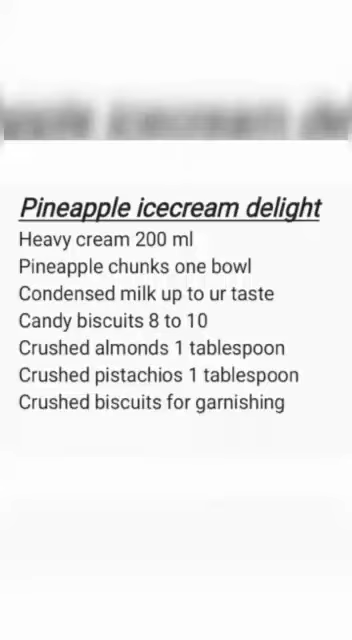 Pineapple icecream delight
Heavy cream 200 ml
Pineapple chunks one bowl
Condensed milk up to ur taste
Candy biscuits 8 to 10
Crushed almonds 1 tablespoon
Crushed pistachios 1 tablespoon
Crushed biscuits for garnishing